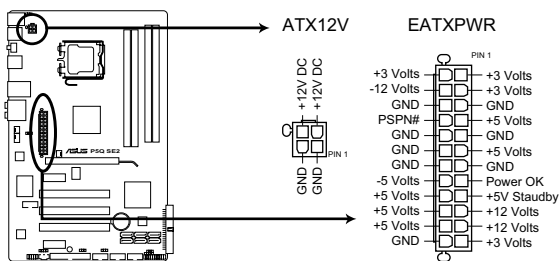 ATX12V
EATXPWR
+12V DC
+12V DC
GND
GND
PIN 1
PIN 1
+3 Volts
+3 Volts
-12 Volts
+3 Volts
GND
GND
PSPN#
+5 Volts
GND
GND
GND
+5 Volts
GND
GND
-5 Volts
Power OK
+5 Volts
+5V Staudby
+5 Volts
+12 Volts
+5 Volts
+12 Volts
GND
+3 Volts
ASUS P5Q SE2